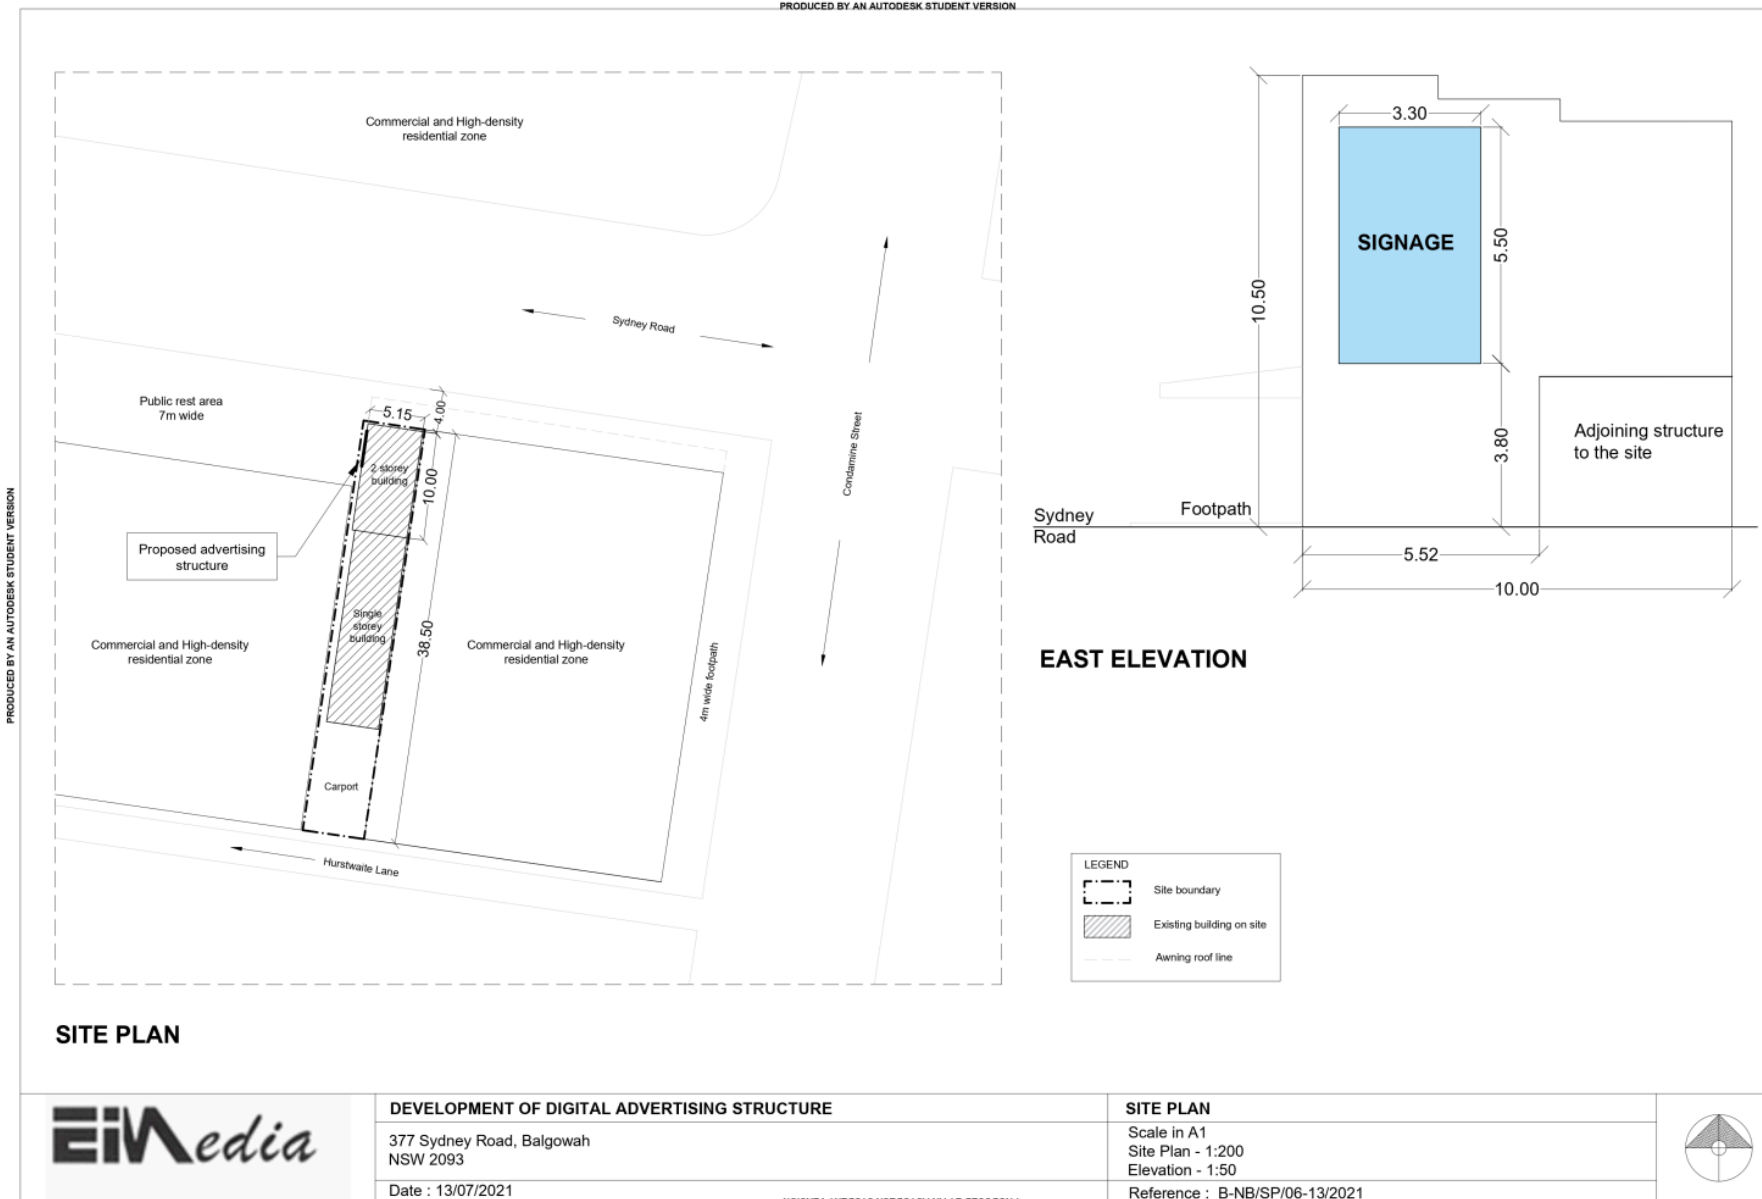 PRODUCED BY AN AUTODESK STUDENT VERSION
PRODUCED BY AN AUTODESK STUDENT VERSION
Commercial and High-density
residential zone
Sydney Road
Condamine Street
Public rest area
7m wide
5.15
4.00
2 storey
building
10.00
Proposed advertising
structure
Single
storey
building
38.50
Commercial and High-density
residential zone
Commercial and High-density
residential zone
4m wide footpath
Carport
Hurstwaite Lane
SITE PLAN
3.30
SIGNAGE
5.50
10.50
3.80
Adjoining structure
to the site
Sydney
Road
Footpath
5.52
10.00
EAST ELEVATION
LEGEND
Site boundary
Existing building on site
Awning roof line
EiMedia
DEVELOPMENT OF DIGITAL ADVERTISING STRUCTURE
377 Sydney Road, Balgowah
NSW 2093
Date : 13/07/2021
SITE PLAN
Scale in A1
Site Plan - 1:200
Elevation - 1:50
Reference : B-NB/SP/06-13/2021